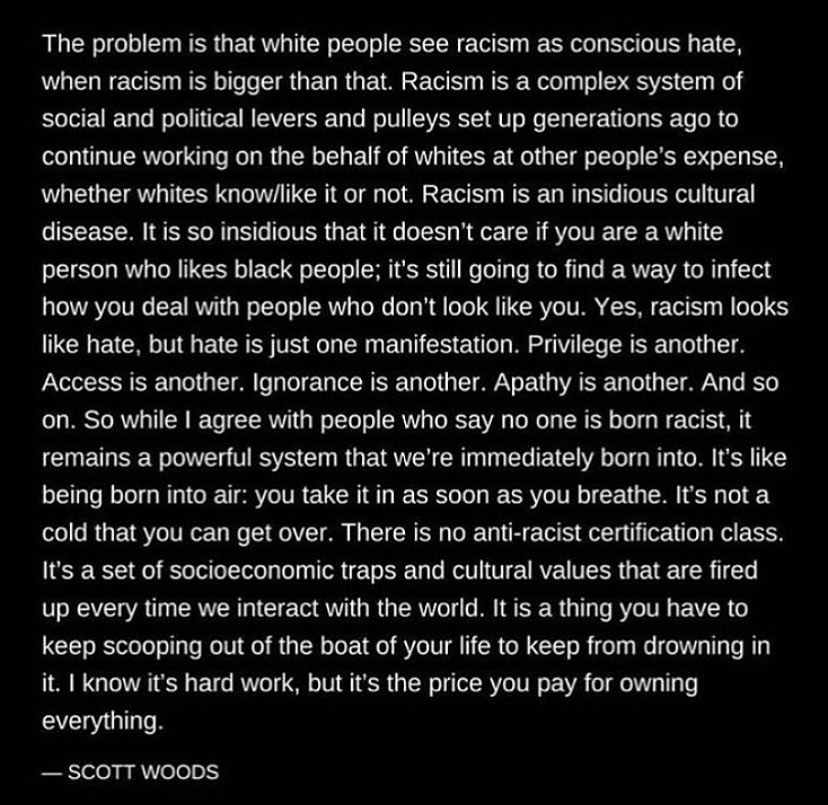 The problem is that white people see racism as conscious hate,
when racism is bigger than that. Racism is a complex system of
social and political levers and pulleys set up generations ago to
continue working on the behalf of whites at other people’s expense,
whether whites know/like it or not. Racism is an insidious cultural
disease. It is so insidious that it doesn’t care if you are a white
person who likes black people; it’s still going to find a way to infect
how you deal with people who don’t look like you. Yes, racism looks
like hate, but hate is just one manifestation. Privilege is another.
Access is another. Ignorance is another. Apathy is another. And so
on. So while I agree with people who say no one is born racist, it
remains a powerful system that we’re immediately born into. It’s like
being born into air: you take it in as soon as you breathe. It’s not a
cold that you can get over. There is no anti-racist certification class.
It’s a set of socioeconomic traps and cultural values that are fired
up every time we interact with the world. It is a thing you have to
keep scooping out of the boat of your life to keep from drowning in
it. I know it’s hard work, but it’s the price you pay for owning
everything.
— SCOTT WOODS